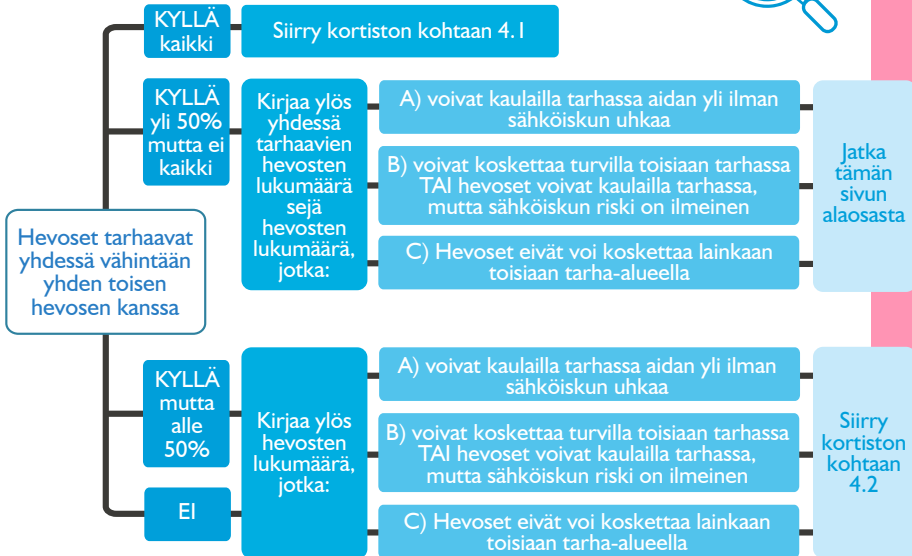 KYLLÄ
kaikki
Siirry kortiston kohtaan 4.1
KYLLÄ
yli 50%
mutta ei
kaikki
Kirjaa ylös
yhdessä
tarhaavien
hevosten
lukumäärä
sejä
hevosten
lukumäärä,
jotka:
A) voivat kaulailla tarhassa aidan yli ilman
sähköiskun uhkaa
B) voivat koskettaa turvilla toisiaan tarhassa
TAI hevoset voivat kaulailla tarhassa,
mutta sähköiskun riski on ilmeinen
C) Hevoset eivät voi koskettaa lainkaan
toisiaan tarha-alueella
Jatka
tämän
sivun
alaosasta
Hevoset tarhaavat
yhdessä vähintään
yhden toisen
hevosen kanssa
KYLLÄ
mutta
alle
50%
EI
Kirjaa ylös
hevosten
lukumäärä,
jotka:
A) voivat kaulailla tarhassa aidan yli ilman
sähköiskun uhkaa
B) voivat koskettaa turvilla toisiaan tarhassa
TAI hevoset voivat kaulailla tarhassa,
mutta sähköiskun riski on ilmeinen
C) Hevoset eivät voi koskettaa lainkaan
toisiaan tarha-alueella
Siirry
kortiston
kohtaan
4.2